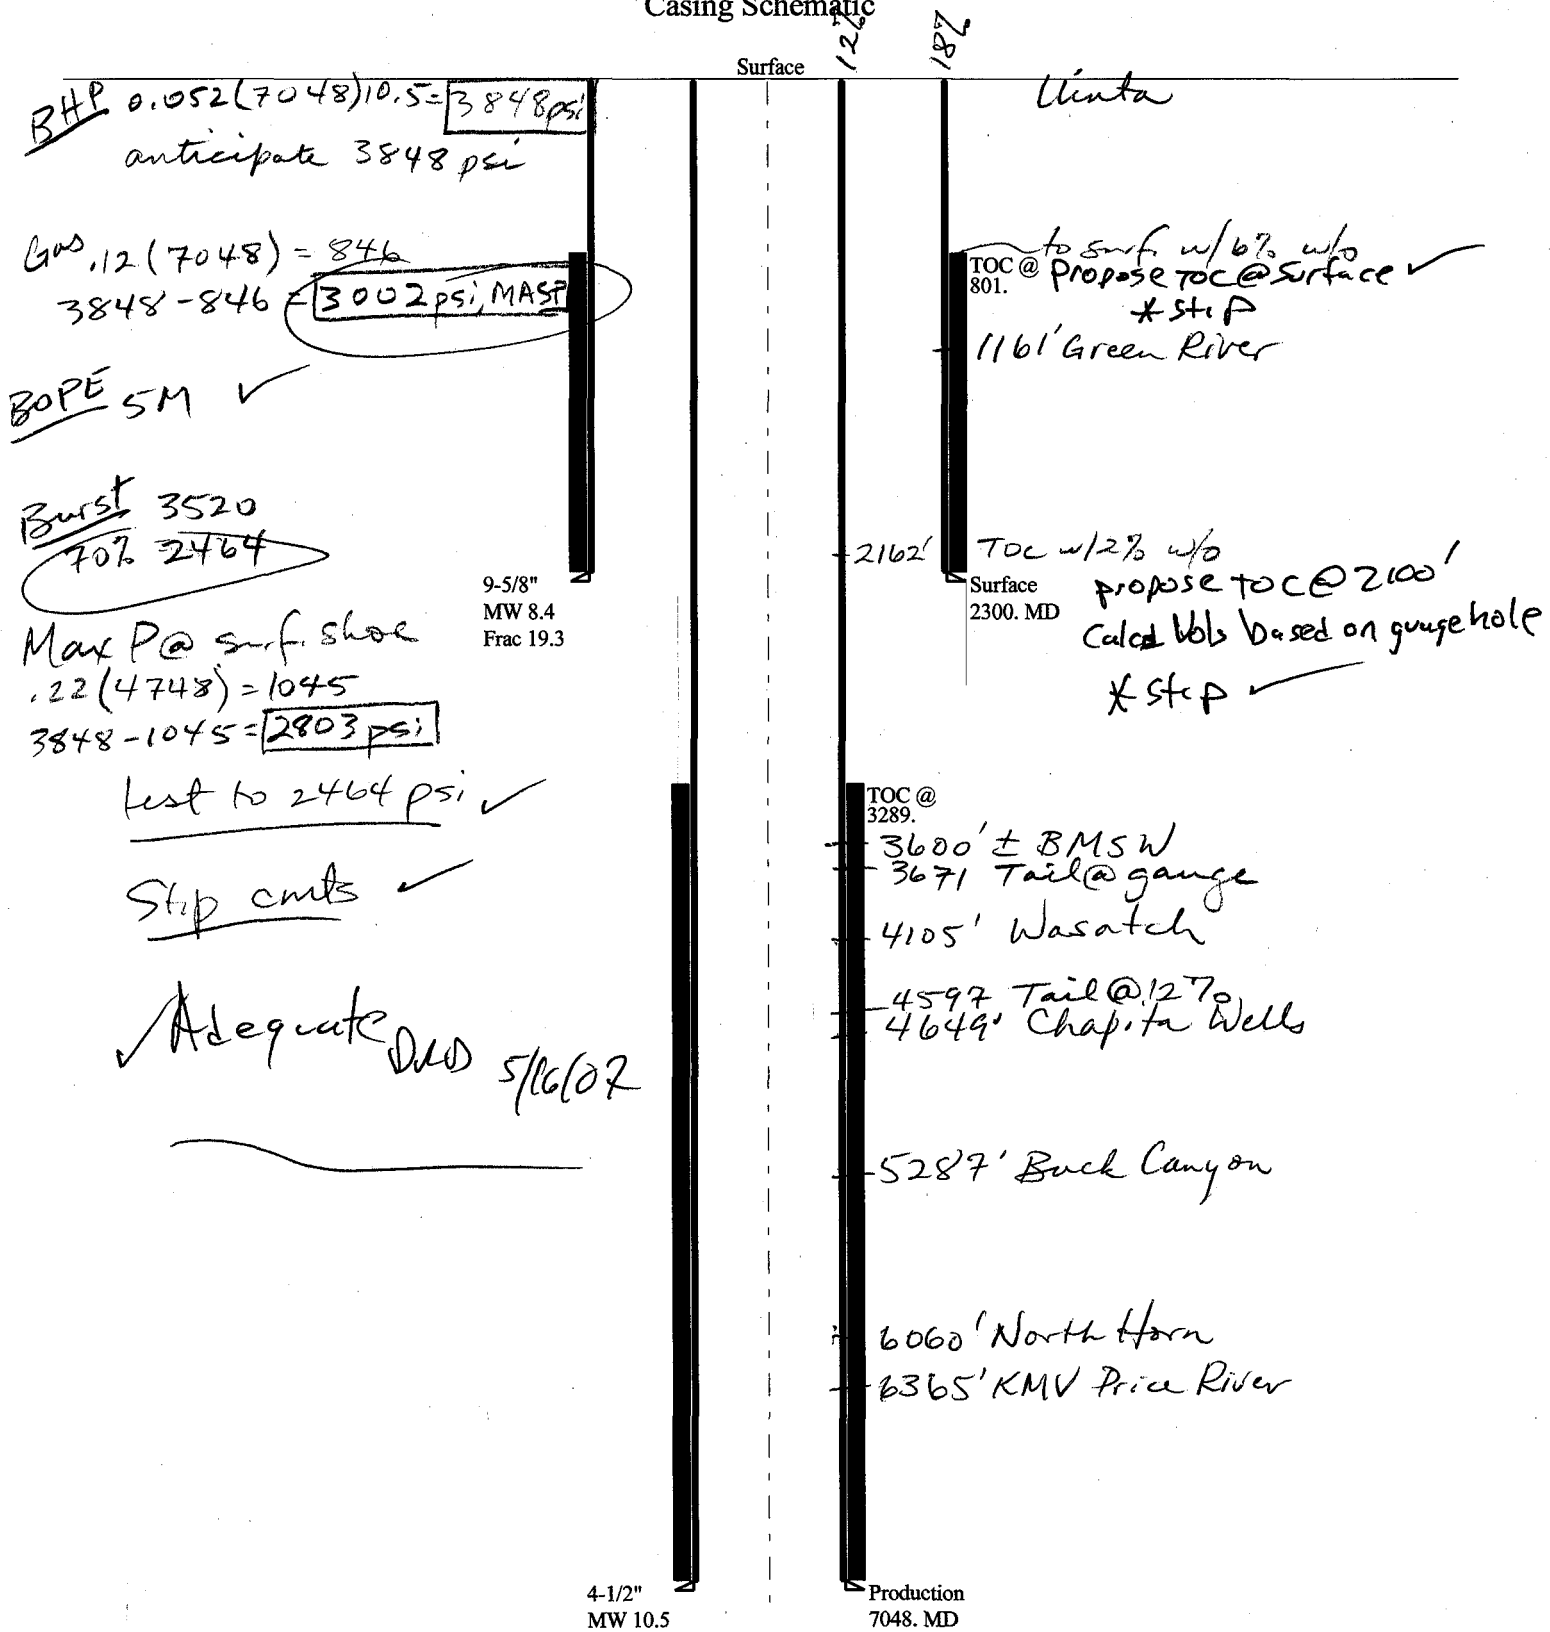 Casing Schematic
12%
18%
Surface
Uinta
BHP 0.052(7048)10.5=3848psi
anticipate 3848 psi
Gas .12(7048) = 846
3848-846 = 3002psi, MASP
BOPE 5M ✓
Burst 3520
70% 2464
Max P@ surf. shoe
.22(4748)=1045
3848-1045=2803 psi
test to 2464 psi ✓
Stip cmts ✓
✓ Adequate DRD 5/16/07
9-5/8"
MW 8.4
Frac 19.3
to surf. w/6% w/o
TOC @
801.
Propose TOC @ Surface ✓
* stip
1161' Green River
2162' TOC w/2% w/o
Surface
2300. MD
propose TOC @ 2100'
Calcd Vols based on guagehole
* stip ✓
TOC @
3289.
3600' ± BMSW
3671 Tail@ gauge
4105' Wasatch
4597 Tail@12%
4649' Chapita Wells
5287' Buck Canyon
6060' North Horn
6365' KMV Price River
4-1/2"
MW 10.5
Production
7048. MD